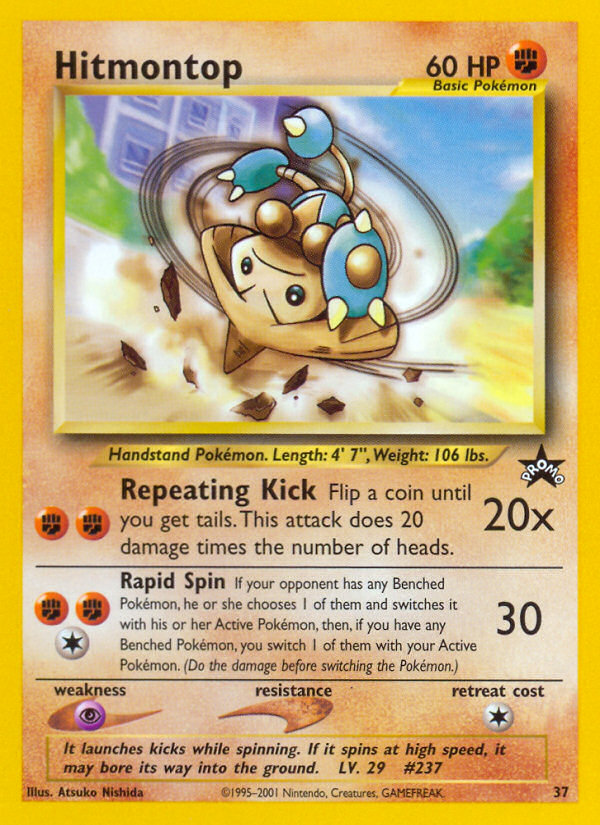 Hitmontop
60 HP
Basic Pokémon
Handstand Pokémon. Length: 4' 7", Weight: 106 lbs.
PROMO
Repeating Kick Flip a coin until
you get tails. This attack does 20
damage times the number of heads.
20x
Rapid Spin If your opponent has any Benched
Pokémon, he or she chooses 1 of them and switches it
with his or her Active Pokémon, then, if you have any
Benched Pokémon, you switch 1 of them with your Active
Pokémon. (Do the damage before switching the Pokémon.)
30
weakness
resistance
retreat cost
It launches kicks while spinning. If it spins at high speed, it
may bore its way into the ground. LV. 29 #237
Illus. Atsuko Nishida
©1995–2001 Nintendo, Creatures, GAMEFREAK.
37